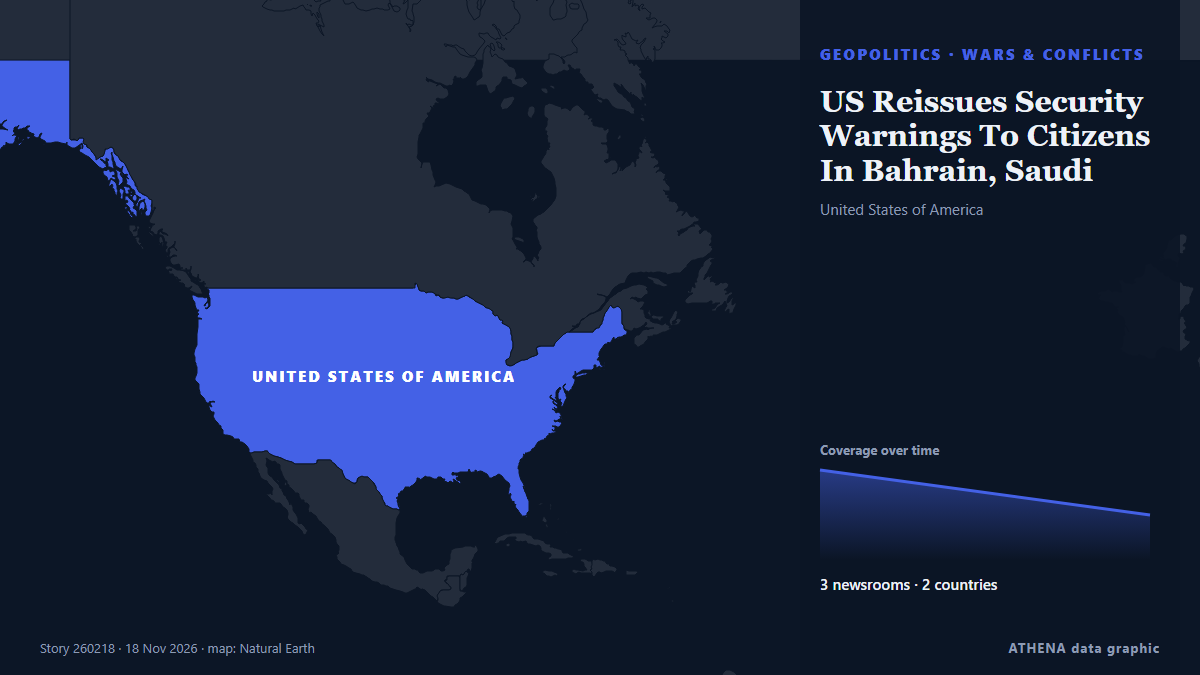 GEOPOLITICS · WARS & CONFLICTS
US Reissues Security
Warnings To Citizens
In Bahrain, Saudi
United States of America
UNITED STATES OF AMERICA
Coverage over time
3 newsrooms · 2 countries
Story 260218 · 18 Nov 2026 · map: Natural Earth
ATHENA data graphic